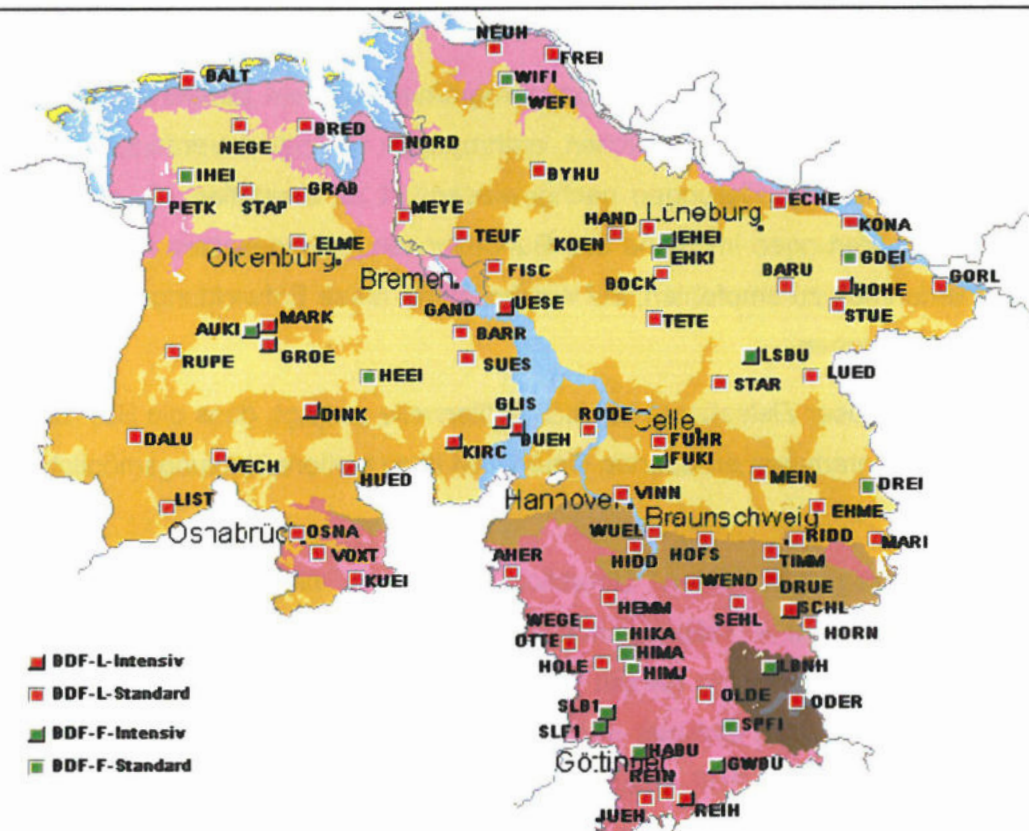 NEUH
FREI
BALT
WIFI
WEFI
NEGE
BRED
NORD
IHEI
BYHU
PETK
STAP
GRAB
MEYE
ECHE
HAND
Lüneburg
KONA
ELME
TEUF
KOEN
EHEI
Oldenburg
EHKI
GDEI
Bremen
FISC
BOCK
BARU
HOHE
GORL
GAND
UESE
STUE
AUKI
MARK
BARR
TETE
RUPE
GROE
SUES
LSBU
HEEI
STAR
LUED
DINK
GLIS
RODE
Celle
DALU
KIRC
BUEH
FUHR
VECH
HUED
FUKI
MEIN
DREI
LIST
Hannover
VINN
EHME
Osnabrück
OSNA
WUEL
Braunschweig
RIDD
MARI
VOXT
AHER
HIDD
HOFS
TIMM
KUEI
WEND
DRUE
HEMM
SEHL
SCHL
WEGE
HIKA
HORN
OTTE
HIMA
BDF-L-Intensiv
HOLE
HIMJ
LBNH
BDF-L-Standard
SLB1
OLDE
ODER
BDF-F-Intensiv
SLF1
SPFI
BDF-F-Standard
Göttingen
HABU
GWBU
REIN
JUEH
REIH